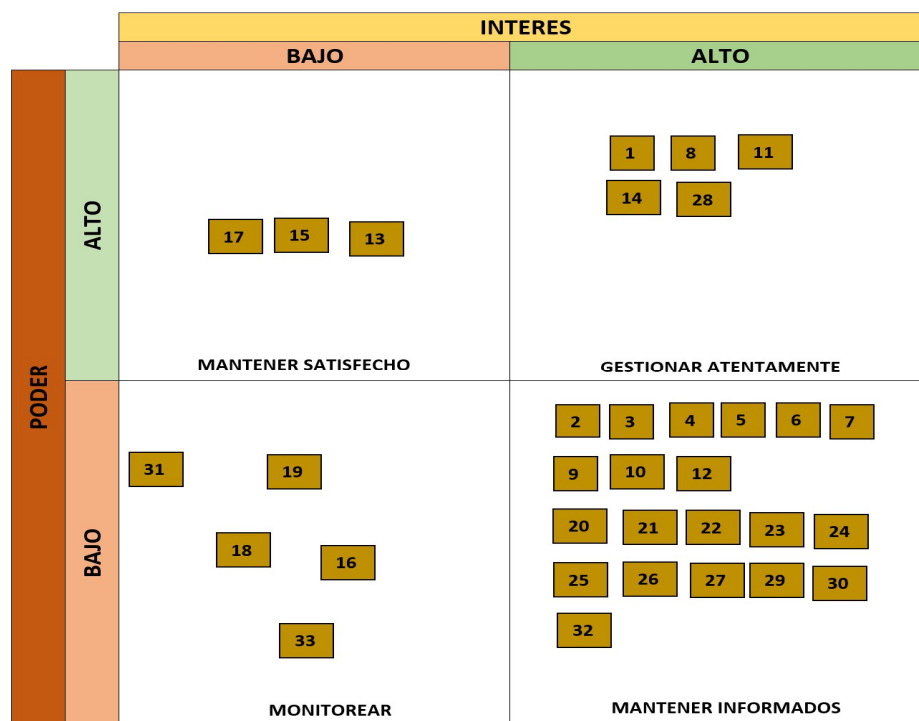 INTERES
BAJO ALTO
PODER
ALTO
1 8 11
14 28
17 15 13
MANTENER SATISFECHO GESTIONAR ATENTAMENTE
BAJO
2 3 4 5 6 7
31 19
9 10 12
20 21 22 23 24
18 16
25 26 27 29 30
32
33
MONITOREAR MANTENER INFORMADOS